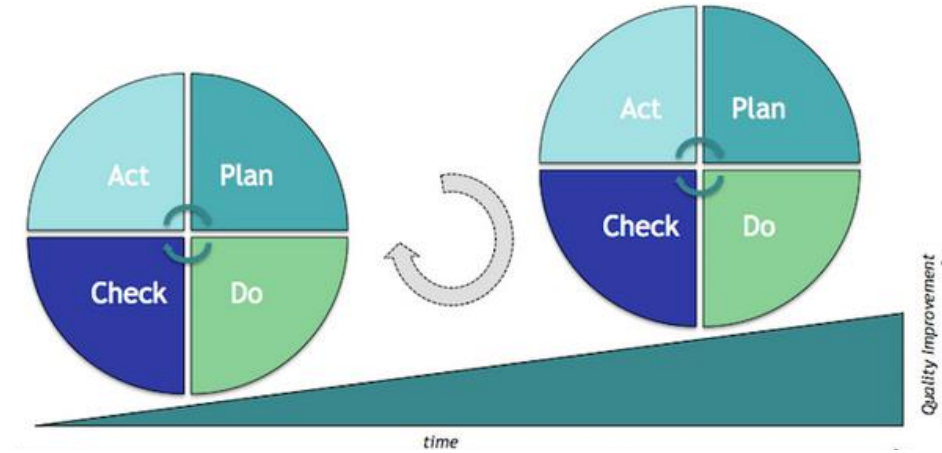 Act
Plan
Check
Do
Act
Plan
Check
Do
time
Quality Improvement